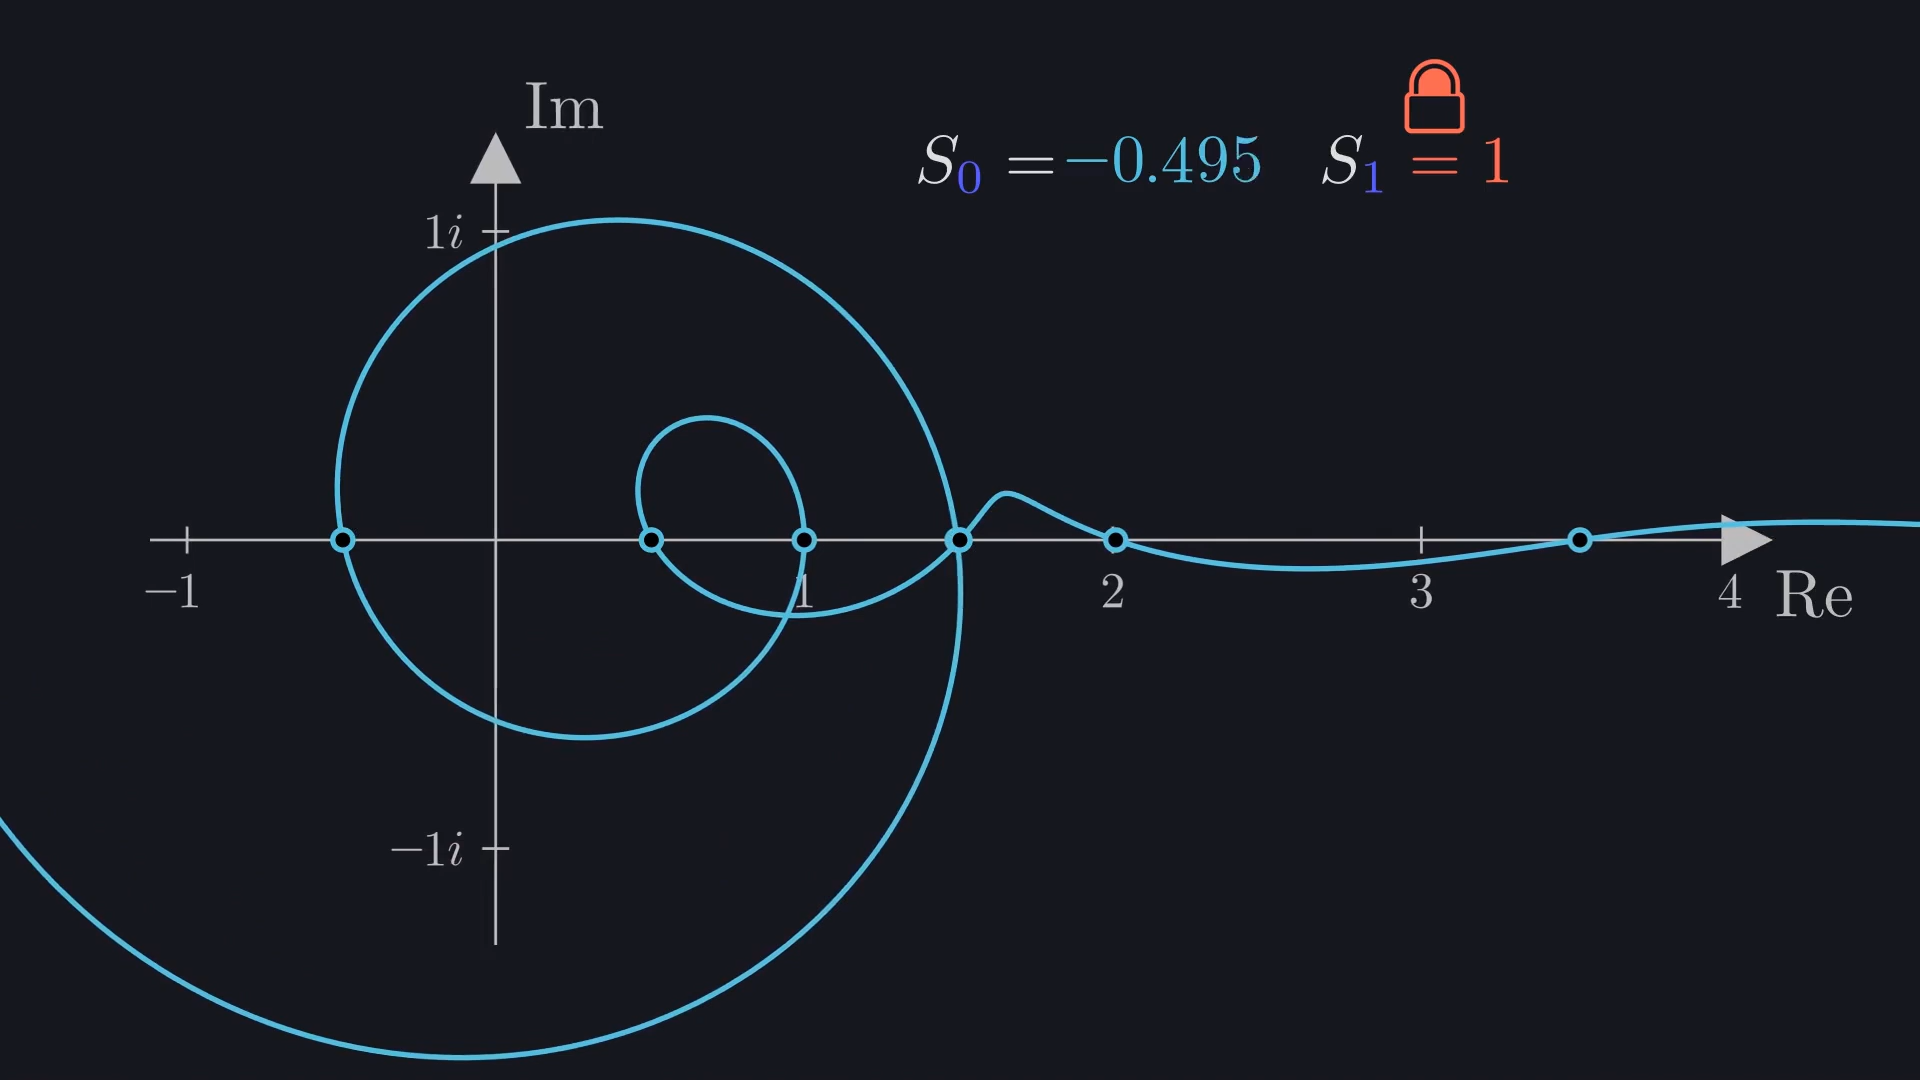 Im
S₀ = −0.495 S₁ = 1
1i
−1 1 2 3 4 Re
−1i